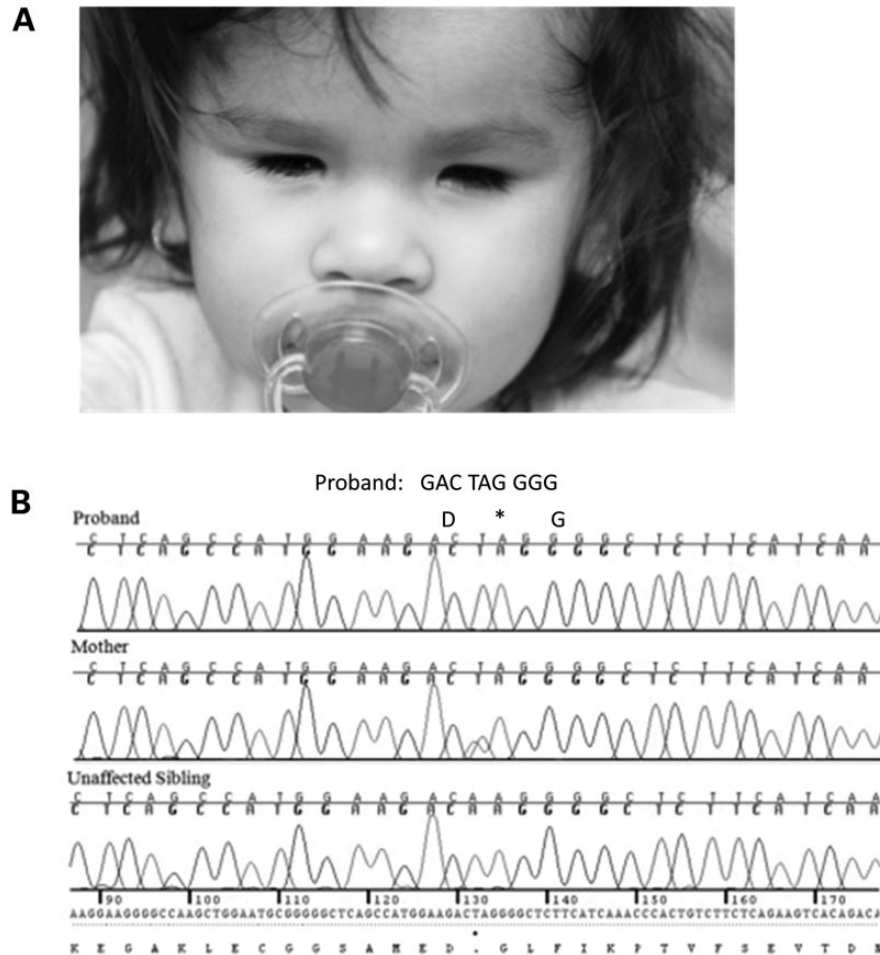 A
B
Proband: GAC TAG GGG
D * G
Proband
C T C A G C C A T G G A A G A C T A G G G G C T C T T C A T C A A
C T C A G C C A T G G A A G A C T A G G G G C T C T T C A T C A A
Mother
C T C A G C C A T G G A A G A C T A G G G G C T C T T C A T C A A
C T C A G C C A T G G A A G A C T A G G G G C T C T T C A T C A A
Unaffected Sibling
C T C A G C C A T G G A A G A C A A G G G G C T C T T C A T C A A
C T C A G C C A T G G A A G A C A A G G G G C T C T T C A T C A A
90 100 110 120 130 140 150 160 170
AAGGAAGGGGCCAAGCTGGAATGCGGGGGCTCAGCCATGGAAGACTAGGGGCTCTTCATCAAACCCACTGTCTTCTCAGAAGTCACAGACA
K E G A K L E C G G S A M E D . G L F I K P T V F S E V T D